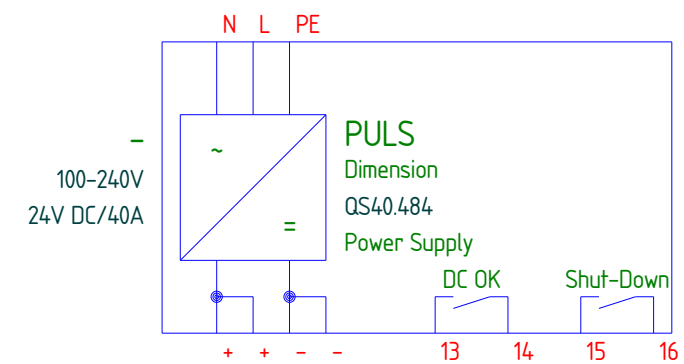 N L PE
–
100-240V
24V DC/40A
~
=
PULS
Dimension
QS40.484
Power Supply
DC OK
Shut-Down
+ + – –
13 14 15 16